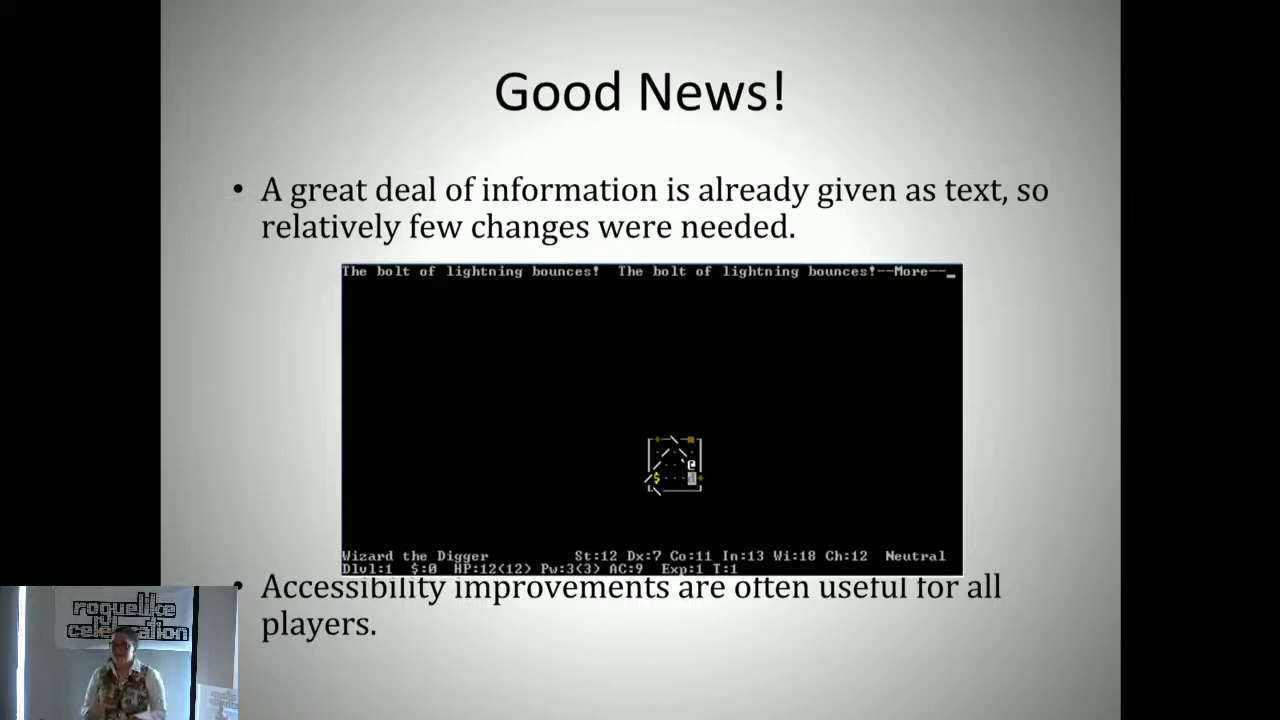 Good News!
• A great deal of information is already given as text, so
relatively few changes were needed.
The bolt of lightning bounces!  The bolt of lightning bounces!--More--
Wizard the Digger St:12 Dx:7 Co:11 In:13 Wi:18 Ch:12 Neutral
Dlvl:1 $:0 HP:12(12) Pw:3(3) AC:9 Exp:1 T:1
• Accessibility improvements are often useful for all
players.
roguelike
celebration